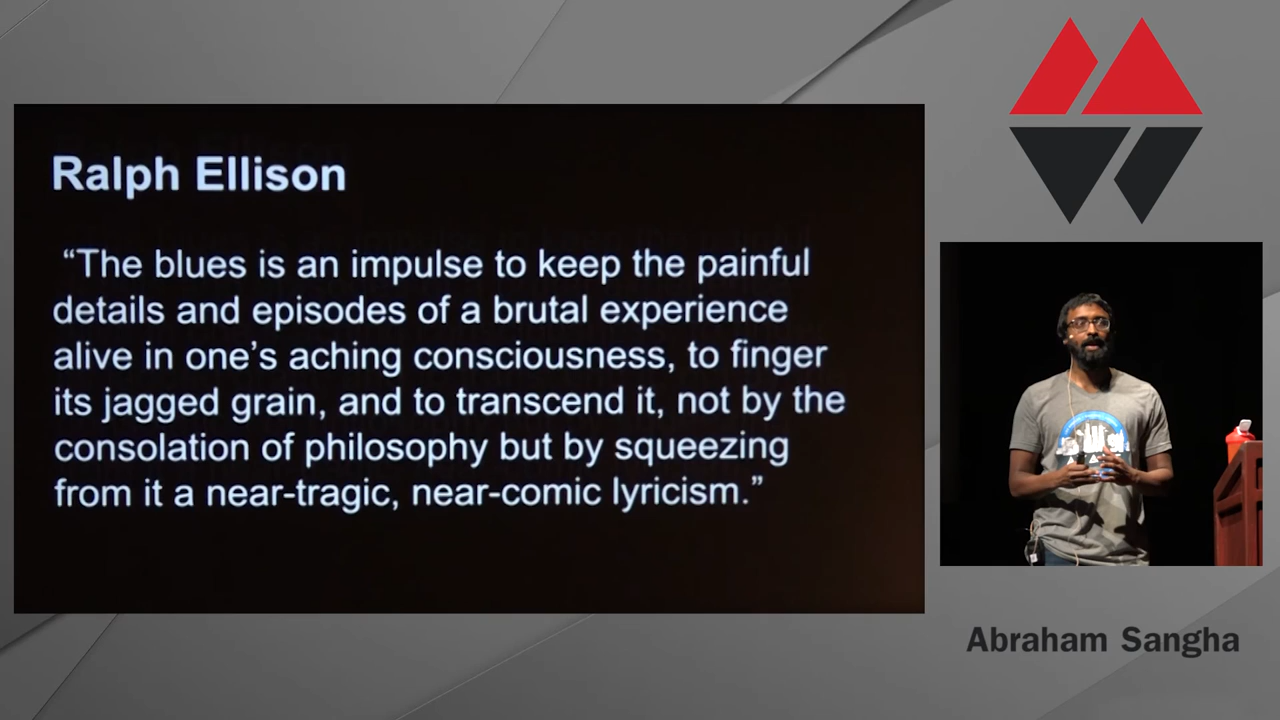 Ralph Ellison
“The blues is an impulse to keep the painful
details and episodes of a brutal experience
alive in one’s aching consciousness, to finger
its jagged grain, and to transcend it, not by the
consolation of philosophy but by squeezing
from it a near-tragic, near-comic lyricism.”
Abraham Sangha